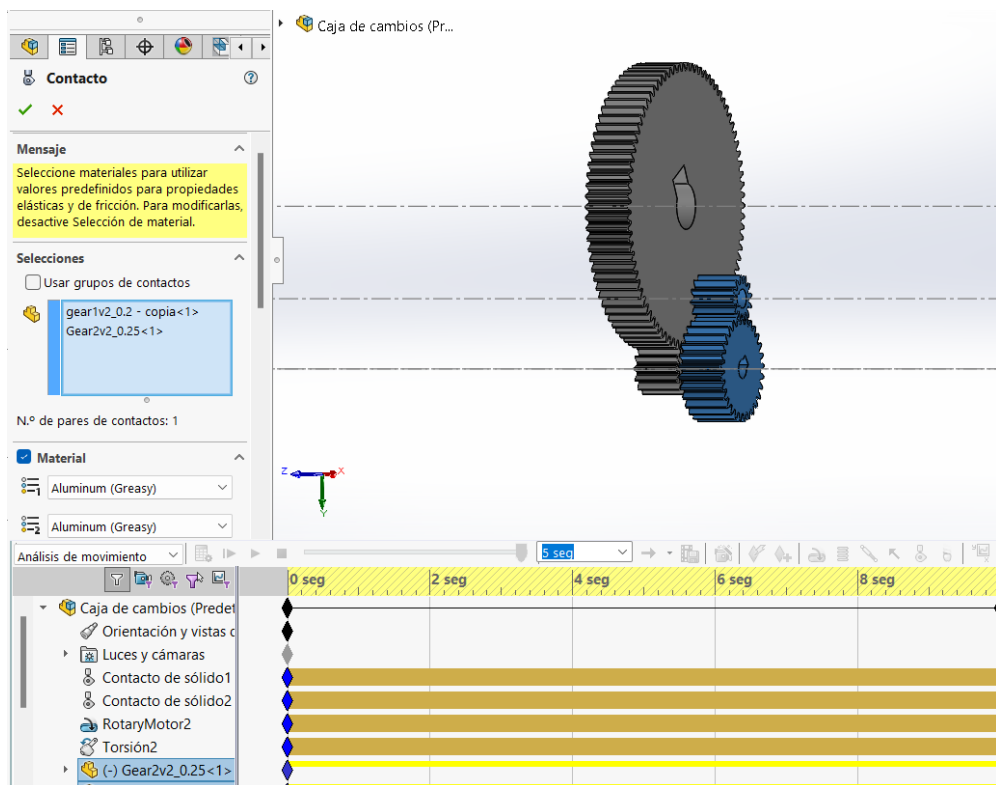 Caja de cambios (Pr...
Contacto
Mensaje
Seleccione materiales para utilizar
valores predefinidos para propiedades
elásticas y de fricción. Para modificarlas,
desactive Selección de material.
Selecciones
Usar grupos de contactos
gear1v2_0.2 - copia<1>
Gear2v2_0.25<1>
N.º de pares de contactos: 1
Material
1 Aluminum (Greasy)
2 Aluminum (Greasy)
Z X
Y
Análisis de movimiento 5 seg
0 seg 2 seg 4 seg 6 seg 8 seg
Caja de cambios (Predet
Orientación y vistas d
Luces y cámaras
Contacto de sólido1
Contacto de sólido2
RotaryMotor2
Torsión2
(-) Gear2v2_0.25<1>